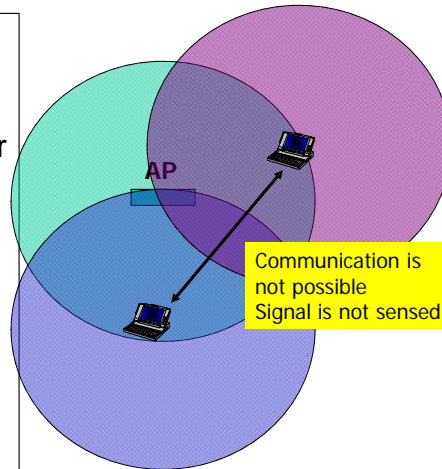 r
AP
Communication is
not possible
Signal is not sensed